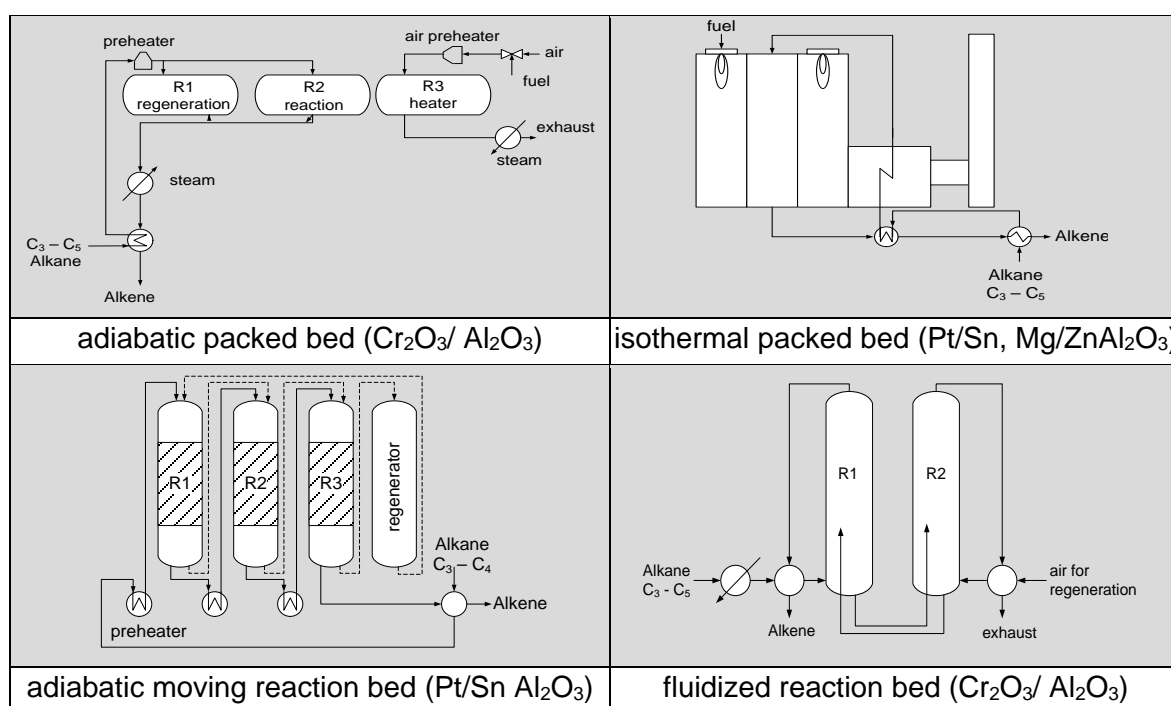 preheater
air preheater
air
fuel
R1
regeneration
R2
reaction
R3
heater
exhaust
steam
steam
C₃ – C₅
Alkane
Alkene
adiabatic packed bed (Cr₂O₃/ Al₂O₃)
fuel
Alkene
Alkane
C₃ – C₅
isothermal packed bed (Pt/Sn, Mg/ZnAl₂O₃)
R1
R2
R3
regenerator
Alkane
C₃ – C₄
Alkene
preheater
adiabatic moving reaction bed (Pt/Sn Al₂O₃)
R1
R2
Alkane
C₃ - C₅
Alkene
air for
regeneration
exhaust
fluidized reaction bed (Cr₂O₃/ Al₂O₃)